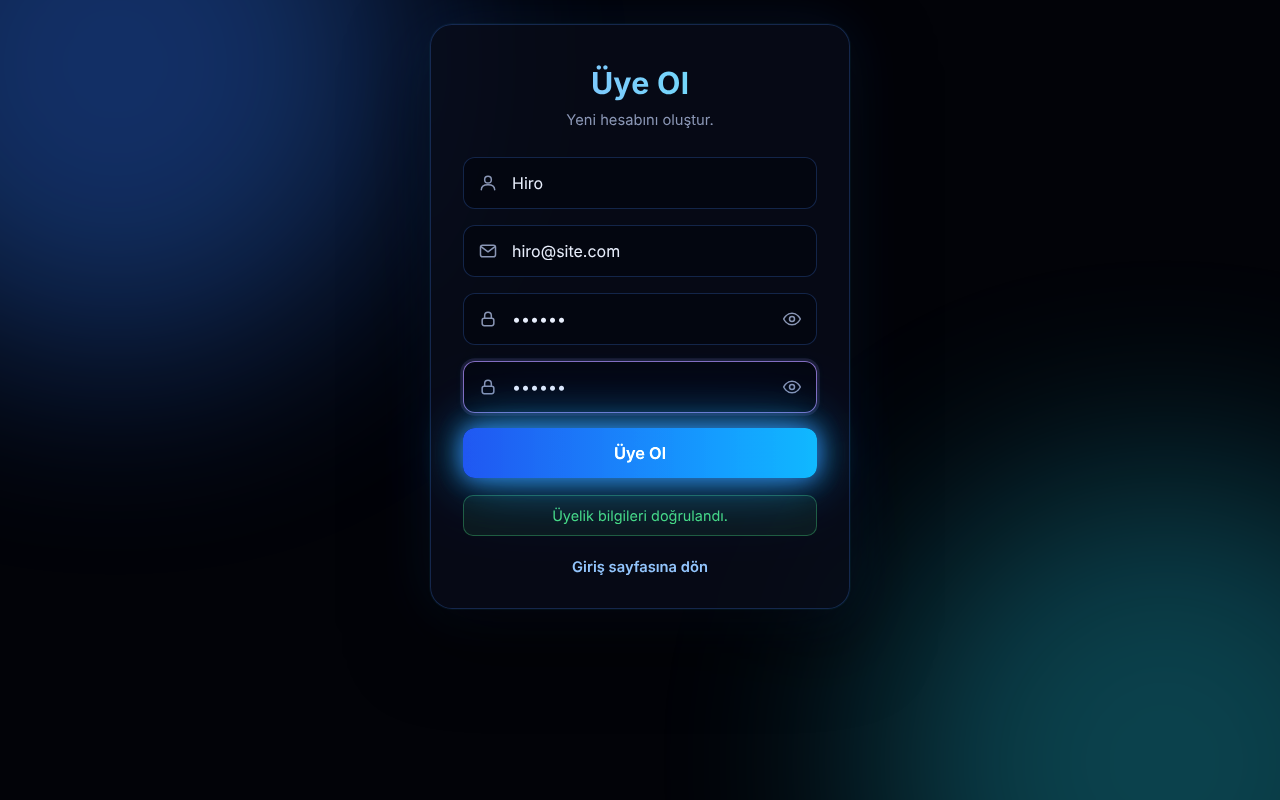 Üye Ol
Yeni hesabını oluştur.
Hiro
hiro@site.com
••••••
••••••
Üye Ol
Üyelik bilgileri doğrulandı.
Giriş sayfasına dön